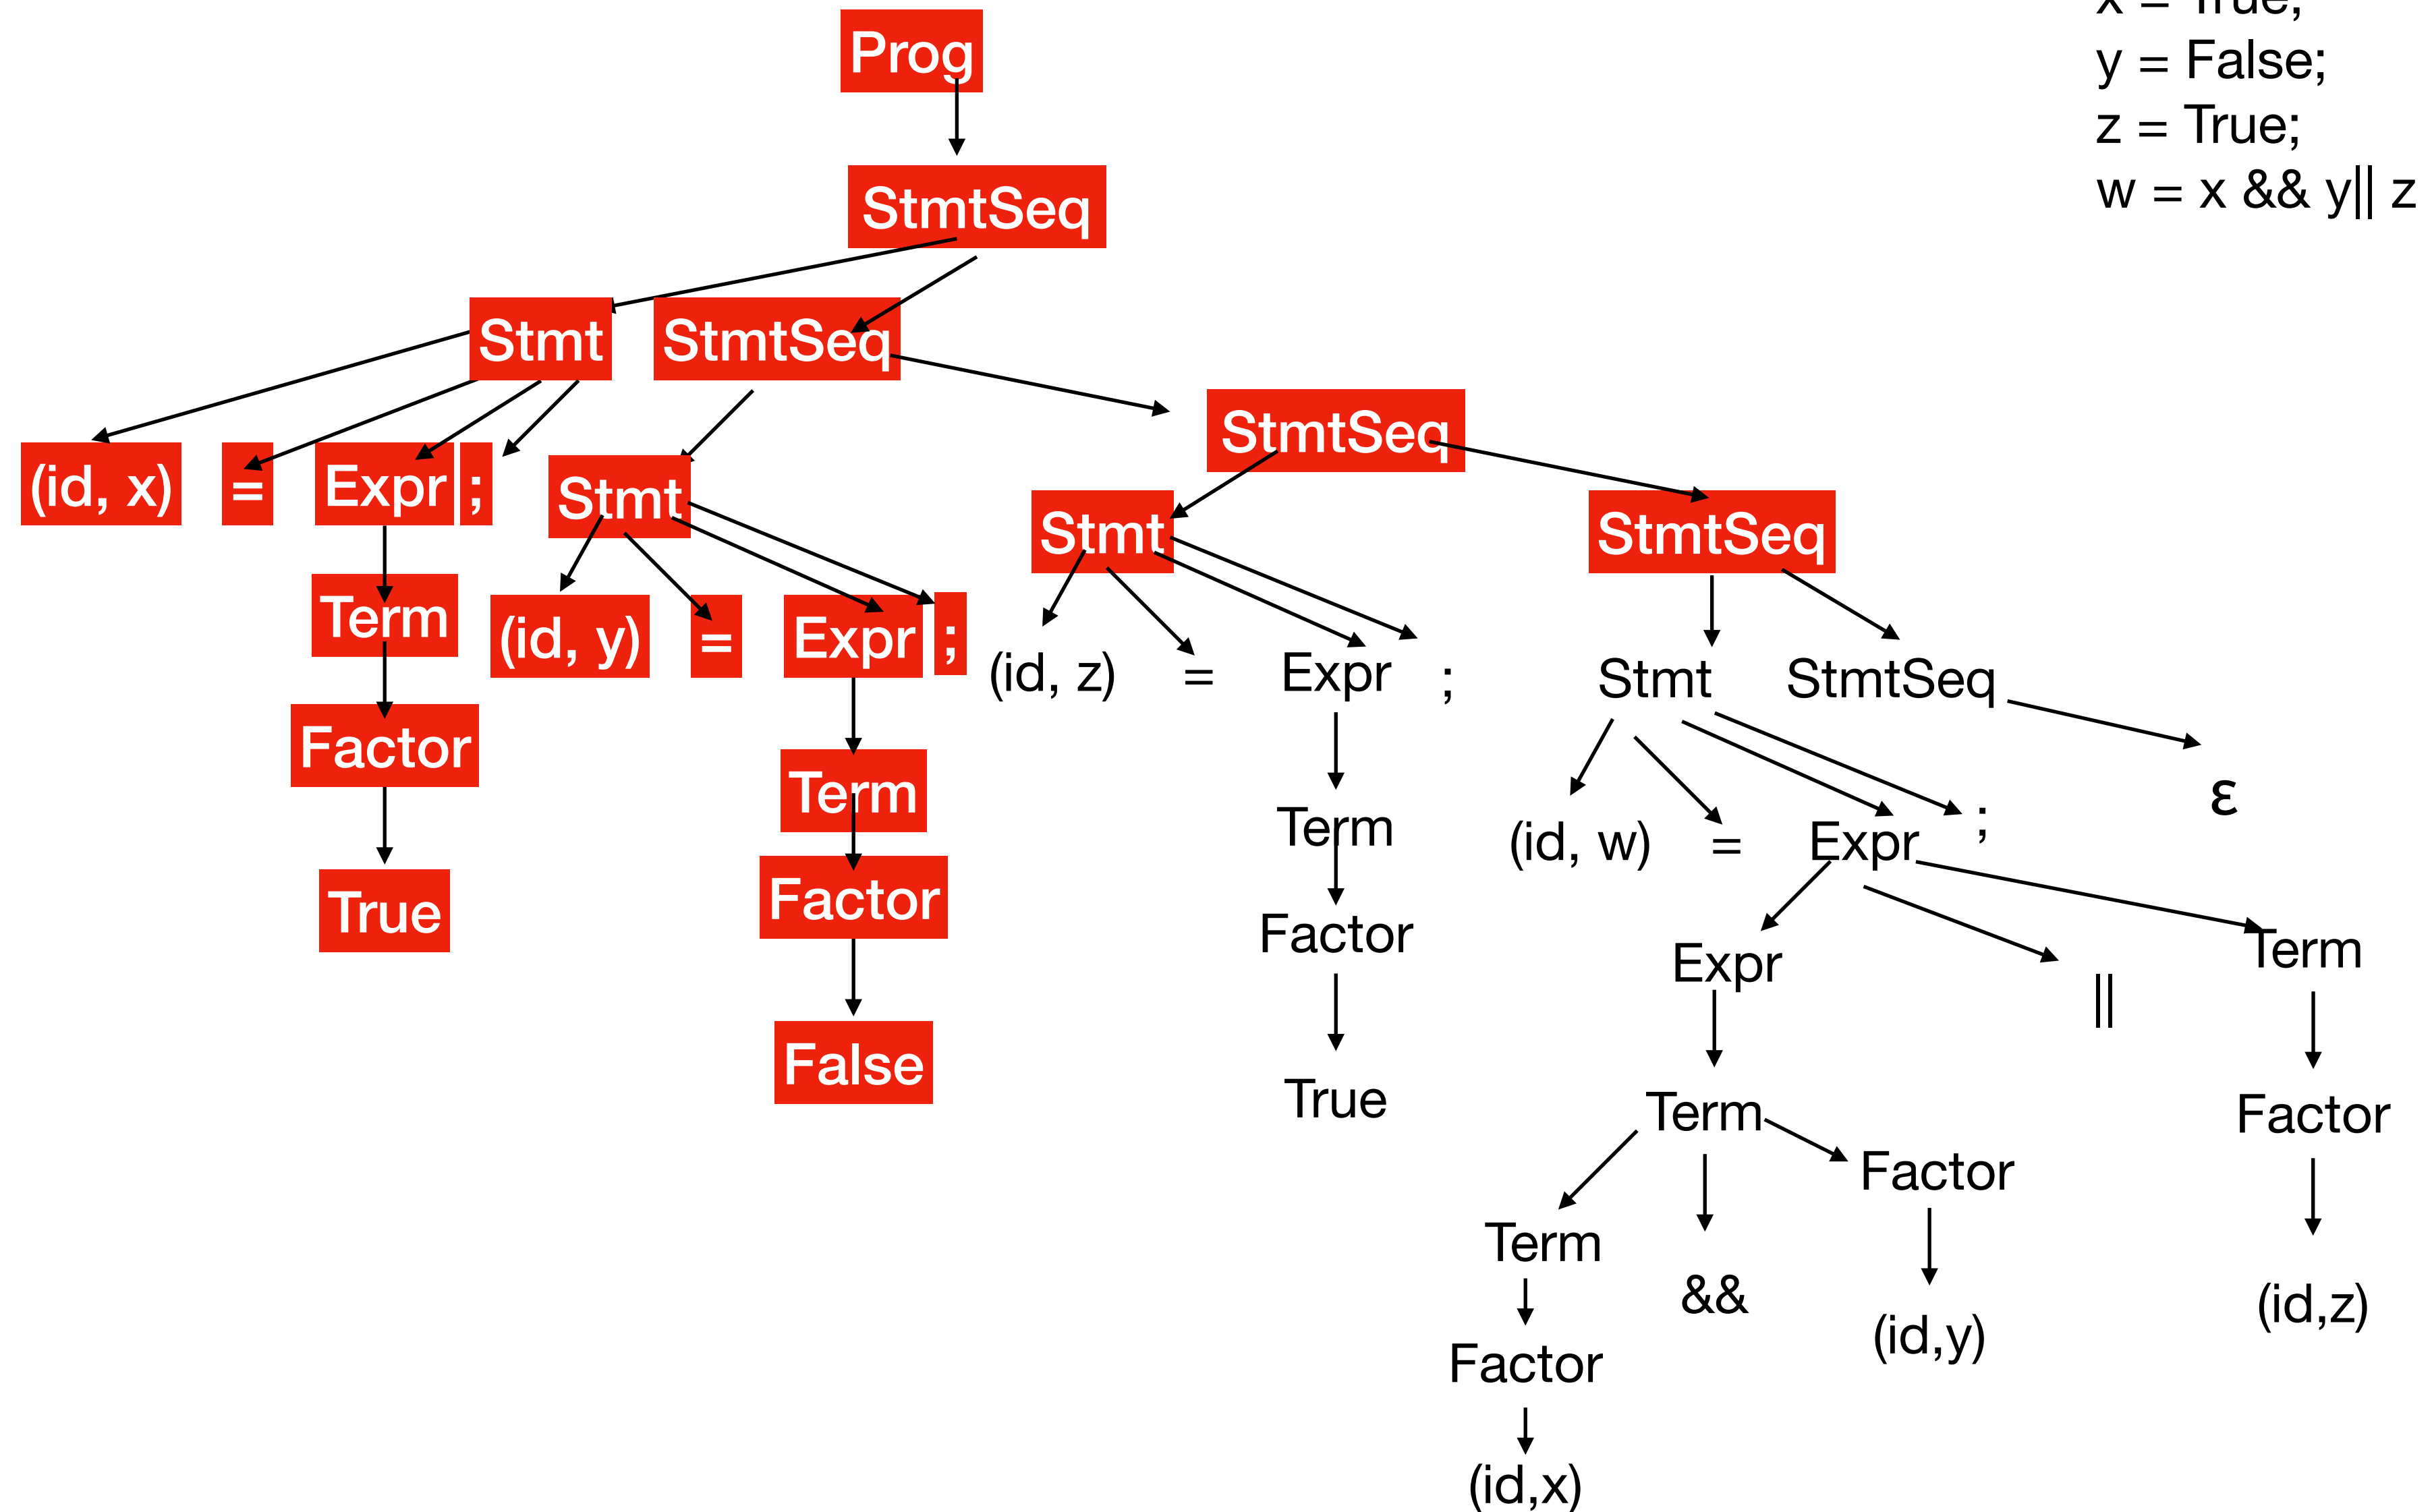 x = True;
y = False;
z = True;
w = x && y|| z
Prog
StmtSeq
Stmt StmtSeq
StmtSeq
(id, x) = Expr ;
Stmt
Stmt
StmtSeq
Term
(id, y) = Expr ;
(id, z) = Expr ;
Stmt StmtSeq
Factor
Term
Term
(id, w) = Expr ;
ε
True
Factor
Factor
Expr
||
Term
False
True
Term
Factor
Factor
Term
&&
(id,y)
(id,z)
Factor
(id,x)